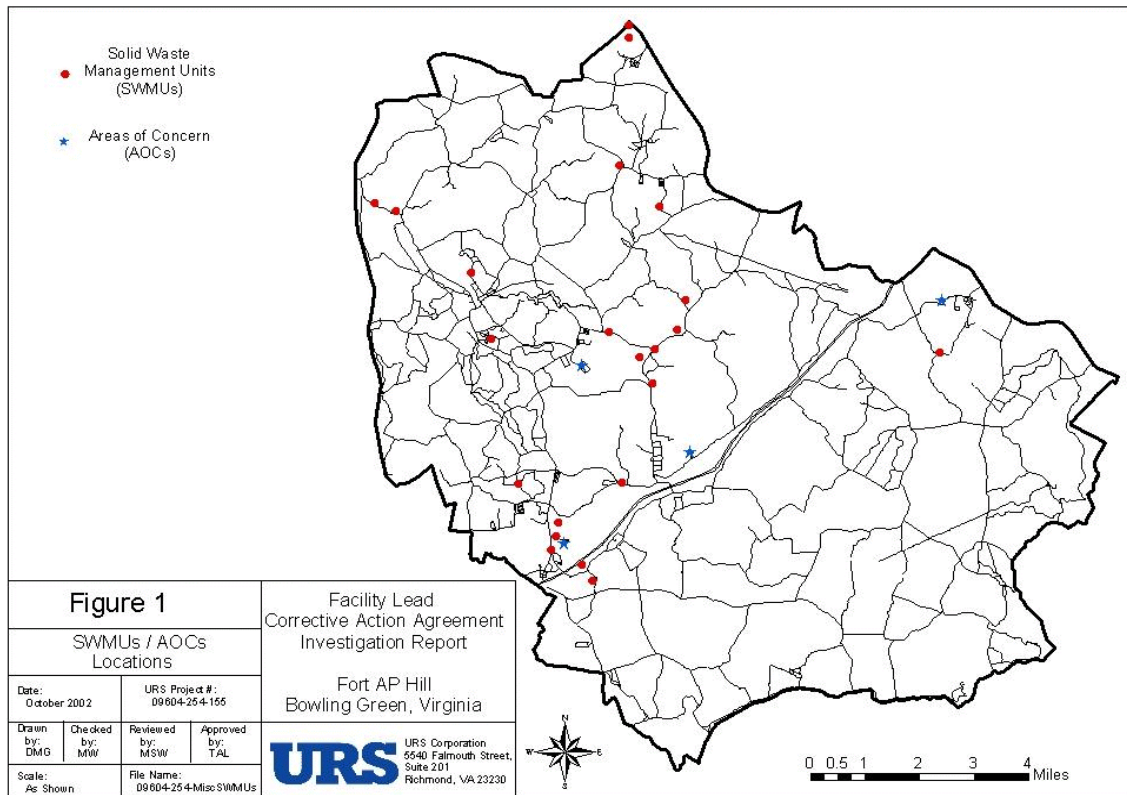 Solid Waste
Management Units
(SWMUs)
Areas of Concern
(AOCs)
Figure 1
SWMUs / AOCs
Locations
Date:
October 2002
URS Project #:
09604-254-155
Drawn
by:
DMG
Checked
by:
MW
Reviewed
by:
MSW
Approved
by:
TAL
Scale:
As Shown
File Name:
09604-254-MiscSWMUs
Facility Lead
Corrective Action Agreement
Investigation Report
Fort AP Hill
Bowling Green, Virginia
URS
URS Corporation
5540 Falmouth Street,
Suite 201
Richmond, VA 23230
N
W
E
S
0 0.5 1 2 3 4
Miles